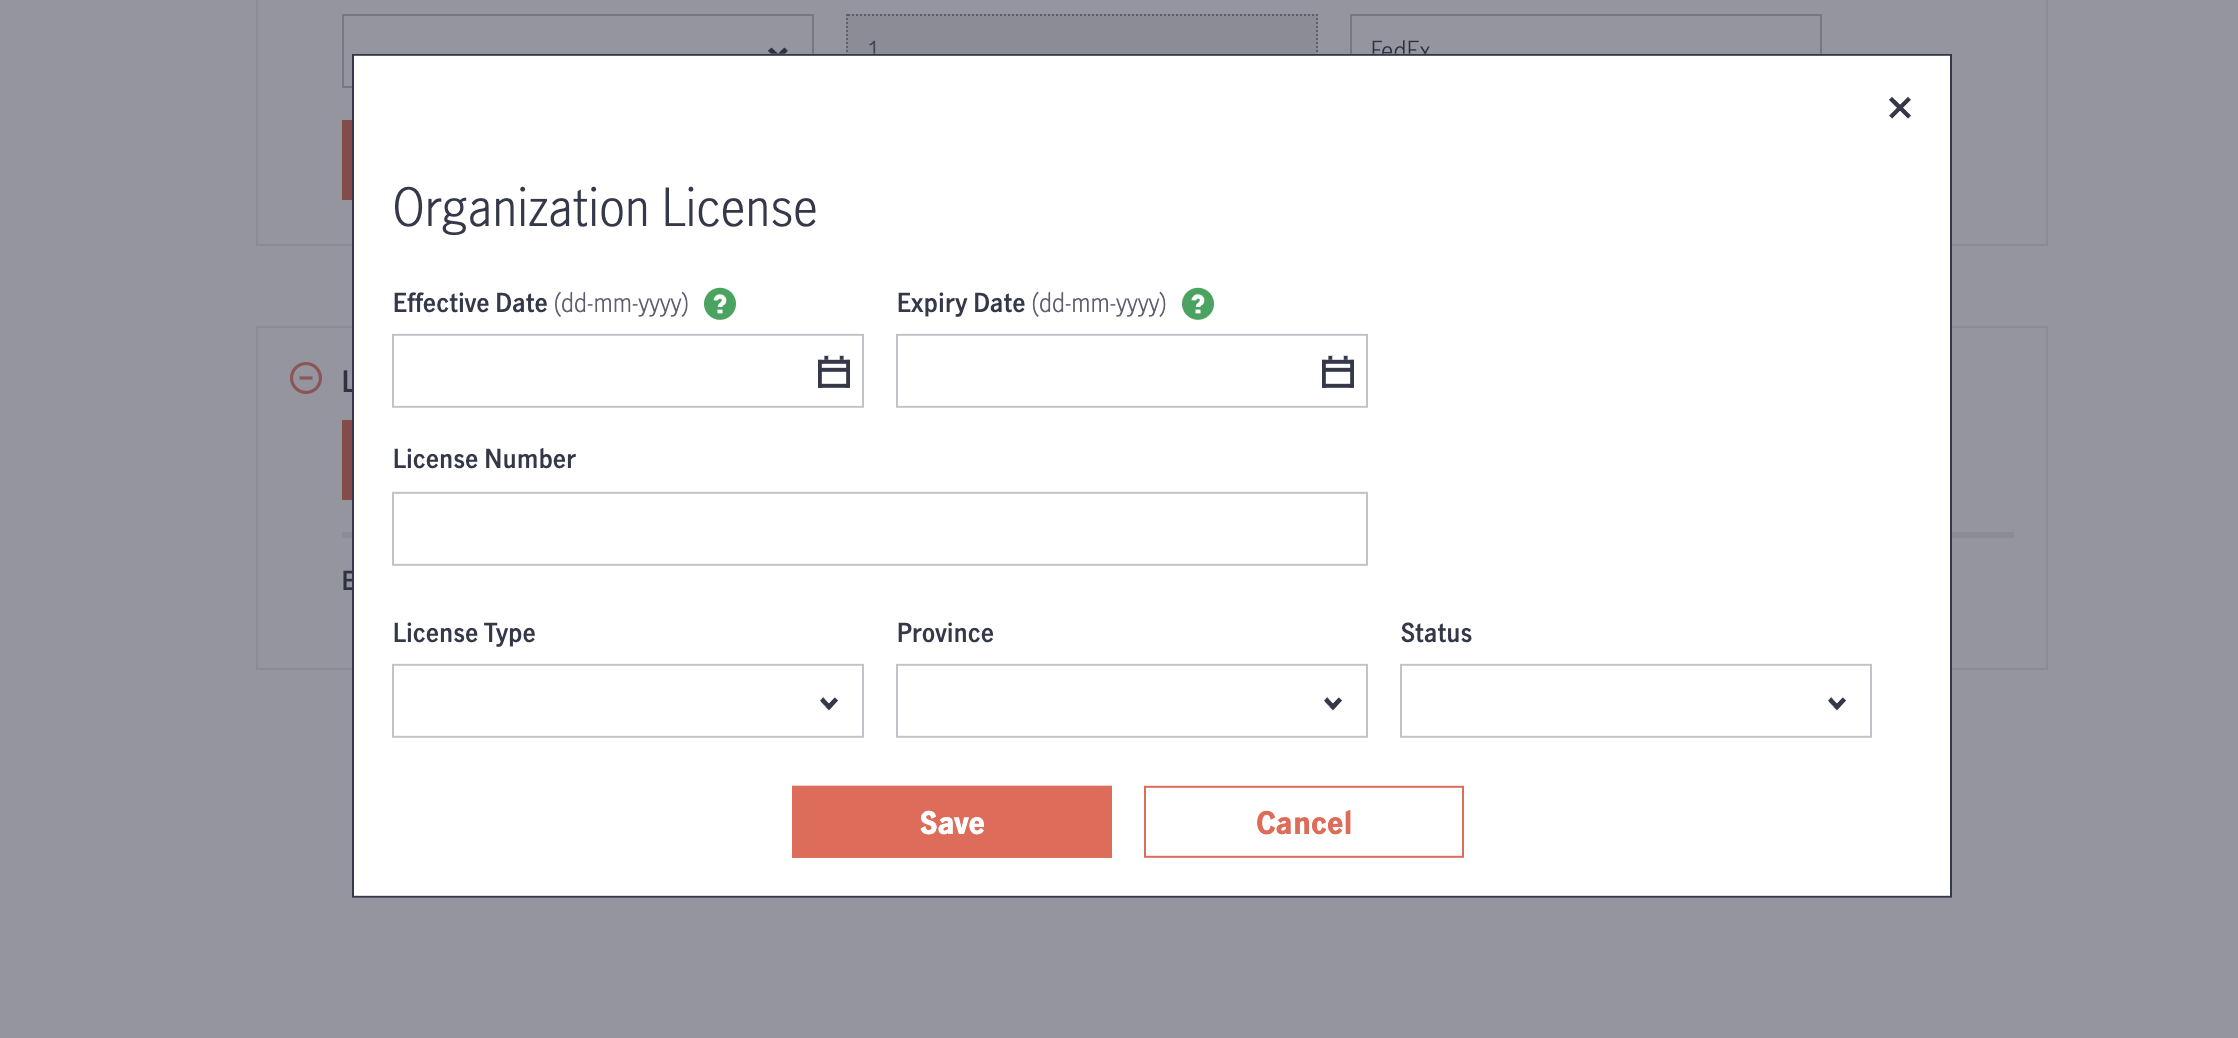 1
FedEx
Organization License
Effective Date (dd-mm-yyyy) ?
Expiry Date (dd-mm-yyyy) ?
License Number
License Type
Province
Status
Save
Cancel